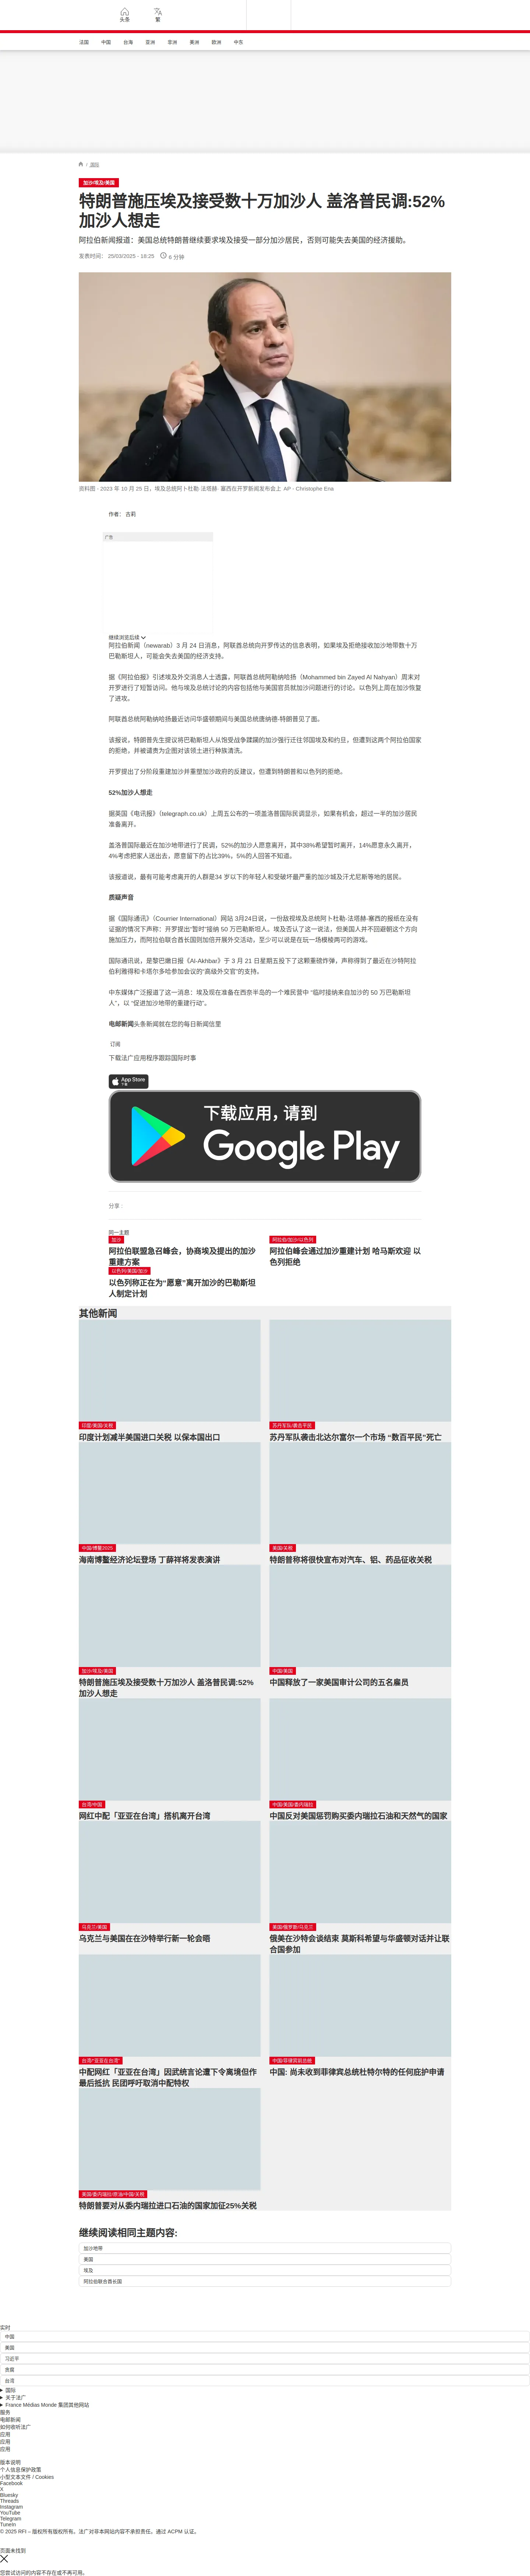 头条
繁
法国
中国
台海
亚洲
非洲
美洲
欧洲
中东
国际
加沙/埃及/美国
特朗普施压埃及接受数十万加沙人 盖洛普民调:52%
加沙人想走
阿拉伯新闻报道：美国总统特朗普继续要求埃及接受一部分加沙居民，否则可能失去美国的经济援助。
发表时间： 25/03/2025 - 18:25 6 分钟
资料图 - 2023 年 10 月 25 日，埃及总统阿卜杜勒·法塔赫· 塞西在开罗新闻发布会上 AP - Christophe Ena
作者： 古莉
广告
继续浏览后续
阿拉伯新闻（newarab）3 月 24 日消息，阿联酋总统向开罗传达的信息表明，如果埃及拒绝接收加沙地带数十万
巴勒斯坦人，可能会失去美国的经济支持。
据《阿拉伯报》引述埃及外交消息人士透露，阿联酋总统阿勒纳哈扬（Mohammed bin Zayed Al Nahyan）周末对
开罗进行了短暂访问。他与埃及总统讨论的内容包括他与美国官员就加沙问题进行的讨论。以色列上周在加沙恢复
了进攻。
阿联酋总统阿勒纳哈扬最近访问华盛顿期间与美国总统唐纳德·特朗普见了面。
该报说，特朗普先生提议将巴勒斯坦人从饱受战争蹂躏的加沙强行迁往邻国埃及和约旦，但遭到这两个阿拉伯国家
的拒绝，并被谴责为企图对该领土进行种族清洗。
开罗提出了分阶段重建加沙并重塑加沙政府的反建议，但遭到特朗普和以色列的拒绝。
52%加沙人想走
据英国《电讯报》（telegraph.co.uk）上周五公布的一项盖洛普国际民调显示，如果有机会，超过一半的加沙居民
准备离开。
盖洛普国际最近在加沙地带进行了民调，52%的加沙人愿意离开，其中38%希望暂时离开，14%愿意永久离开，
4%考虑把家人送出去，愿意留下的占比39%，5%的人回答不知道。
该报道说，最有可能考虑离开的人群是34 岁以下的年轻人和受破坏最严重的加沙城及汗尤尼斯等地的居民。
质疑声音
据《国际通讯》（Courrier International）网站 3月24日说，一份敌视埃及总统阿卜杜勒-法塔赫-塞西的报纸在没有
证据的情况下声称：开罗提出“暂时”接纳 50 万巴勒斯坦人。埃及否认了这一说法，但美国人并不回避朝这个方向
施加压力，而阿拉伯联合酋长国则加倍开展外交活动，至少可以说是在玩一场模棱两可的游戏。
国际通讯说，是黎巴嫩日报《Al-Akhbar》于 3 月 21 日星期五投下了这颗重磅炸弹，声称得到了最近在沙特阿拉
伯利雅得和卡塔尔多哈参加会议的“高级外交官”的支持。
中东媒体广泛报道了这一消息：埃及现在准备在西奈半岛的一个难民营中 “临时接纳来自加沙的 50 万巴勒斯坦
人”，以 “促进加沙地带的重建行动”。
电邮新闻头条新闻就在您的每日新闻信里
订阅
下载法广应用程序跟踪国际时事
App Store
下载应用，请到
Google Play
分享 :
同一主题
加沙
阿拉伯联盟急召峰会，协商埃及提出的加沙
重建方案
阿拉伯/加沙/以色列
阿拉伯峰会通过加沙重建计划 哈马斯欢迎 以
色列拒绝
以色列/美国/加沙
以色列称正在为“愿意”离开加沙的巴勒斯坦
人制定计划
其他新闻
印度/美国/关税
印度计划减半美国进口关税 以保本国出口
苏丹军队/袭击平民
苏丹军队袭击北达尔富尔一个市场 “数百平民”死亡
中国/博鳌2025
海南博鳌经济论坛登场 丁薛祥将发表演讲
美国/关税
特朗普称将很快宣布对汽车、铝、药品征收关税
加沙/埃及/美国
特朗普施压埃及接受数十万加沙人 盖洛普民调:52%
加沙人想走
中国/美国
中国释放了一家美国审计公司的五名雇员
台湾/中国
网红中配「亚亚在台湾」搭机离开台湾
中国/美国/委内瑞拉
中国反对美国惩罚购买委内瑞拉石油和天然气的国家
乌克兰/美国
乌克兰与美国在在沙特举行新一轮会晤
美国/俄罗斯/乌克兰
俄美在沙特会谈结束 莫斯科希望与华盛顿对话并让联
合国参加
台湾/“亚亚在台湾”
中配网红「亚亚在台湾」因武统言论遭下令离境但作
最后抵抗 民团呼吁取消中配特权
中国/菲律宾前总统
中国: 尚未收到菲律宾总统杜特尔特的任何庇护申请
美国/委内瑞拉/原油/中国/关税
特朗普要对从委内瑞拉进口石油的国家加征25%关税
继续阅读相同主题内容:
加沙地带
美国
埃及
阿拉伯联合酋长国
实时
中国
美国
习近平
贪腐
台湾
国际
关于法广
France Médias Monde 集团其他网站
服务
电邮新闻
如何收听法广
应用
应用
应用
版本说明
个人信息保护政策
小型文本文件 / Cookies
Facebook
X
Bluesky
Threads
Instagram
YouTube
Telegram
TuneIn
© 2025 RFI – 版权所有版权所有。法广对非本网站内容不承担责任。通过 ACPM 认证。
页面未找到
您尝试访问的内容不存在或不再可用。